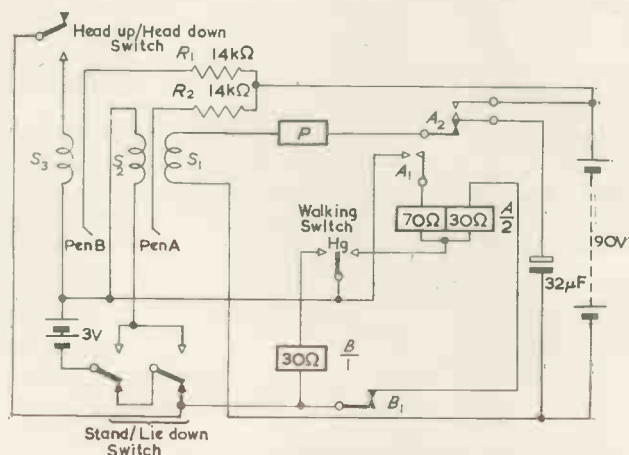 Head up/Head down
Switch
R₁ 14kΩ
14kΩ
R₂
P
A₂
S₃
S₂
S₁
A₁
70Ω 30Ω A/2
Walking
Switch
Hg
Pen B
Pen A
90V
32μF
3V
30Ω B/1
B₁
Stand/Lie down
Switch